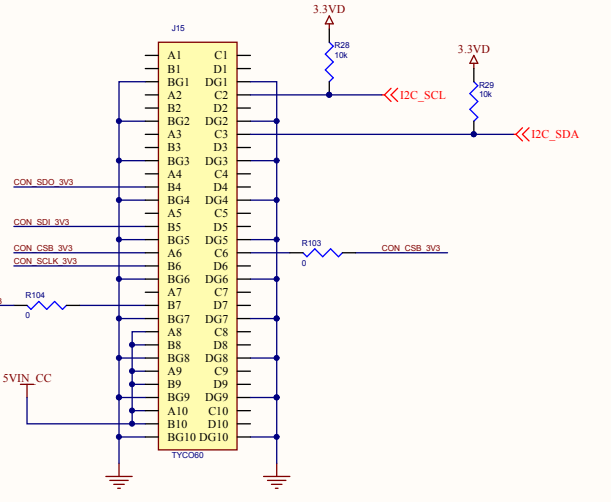 3.3VD
J15
R28
10k
3.3VD
A1 C1
B1 D1
BG1 DG1
R29
10k
A2 C2
I2C_SCL
B2 D2
BG2 DG2
A3 C3
I2C_SDA
B3 D3
BG3 DG3
A4 C4
CON_SDO_3V3
B4 D4
BG4 DG4
A5 C5
CON_SDI_3V3
B5 D5
BG5 DG5
R103
CON_CSB_3V3
A6 C6
0
CON_CSB_3V3
CON_SCLK_3V3
B6 D6
BG6 DG6
A7 C7
R104
B7 D7
0
BG7 DG7
A8 C8
B8 D8
BG8 DG8
A9 C9
5VIN_CC
B9 D9
BG9 DG9
A10 C10
B10 D10
BG10 DG10
TYCO60